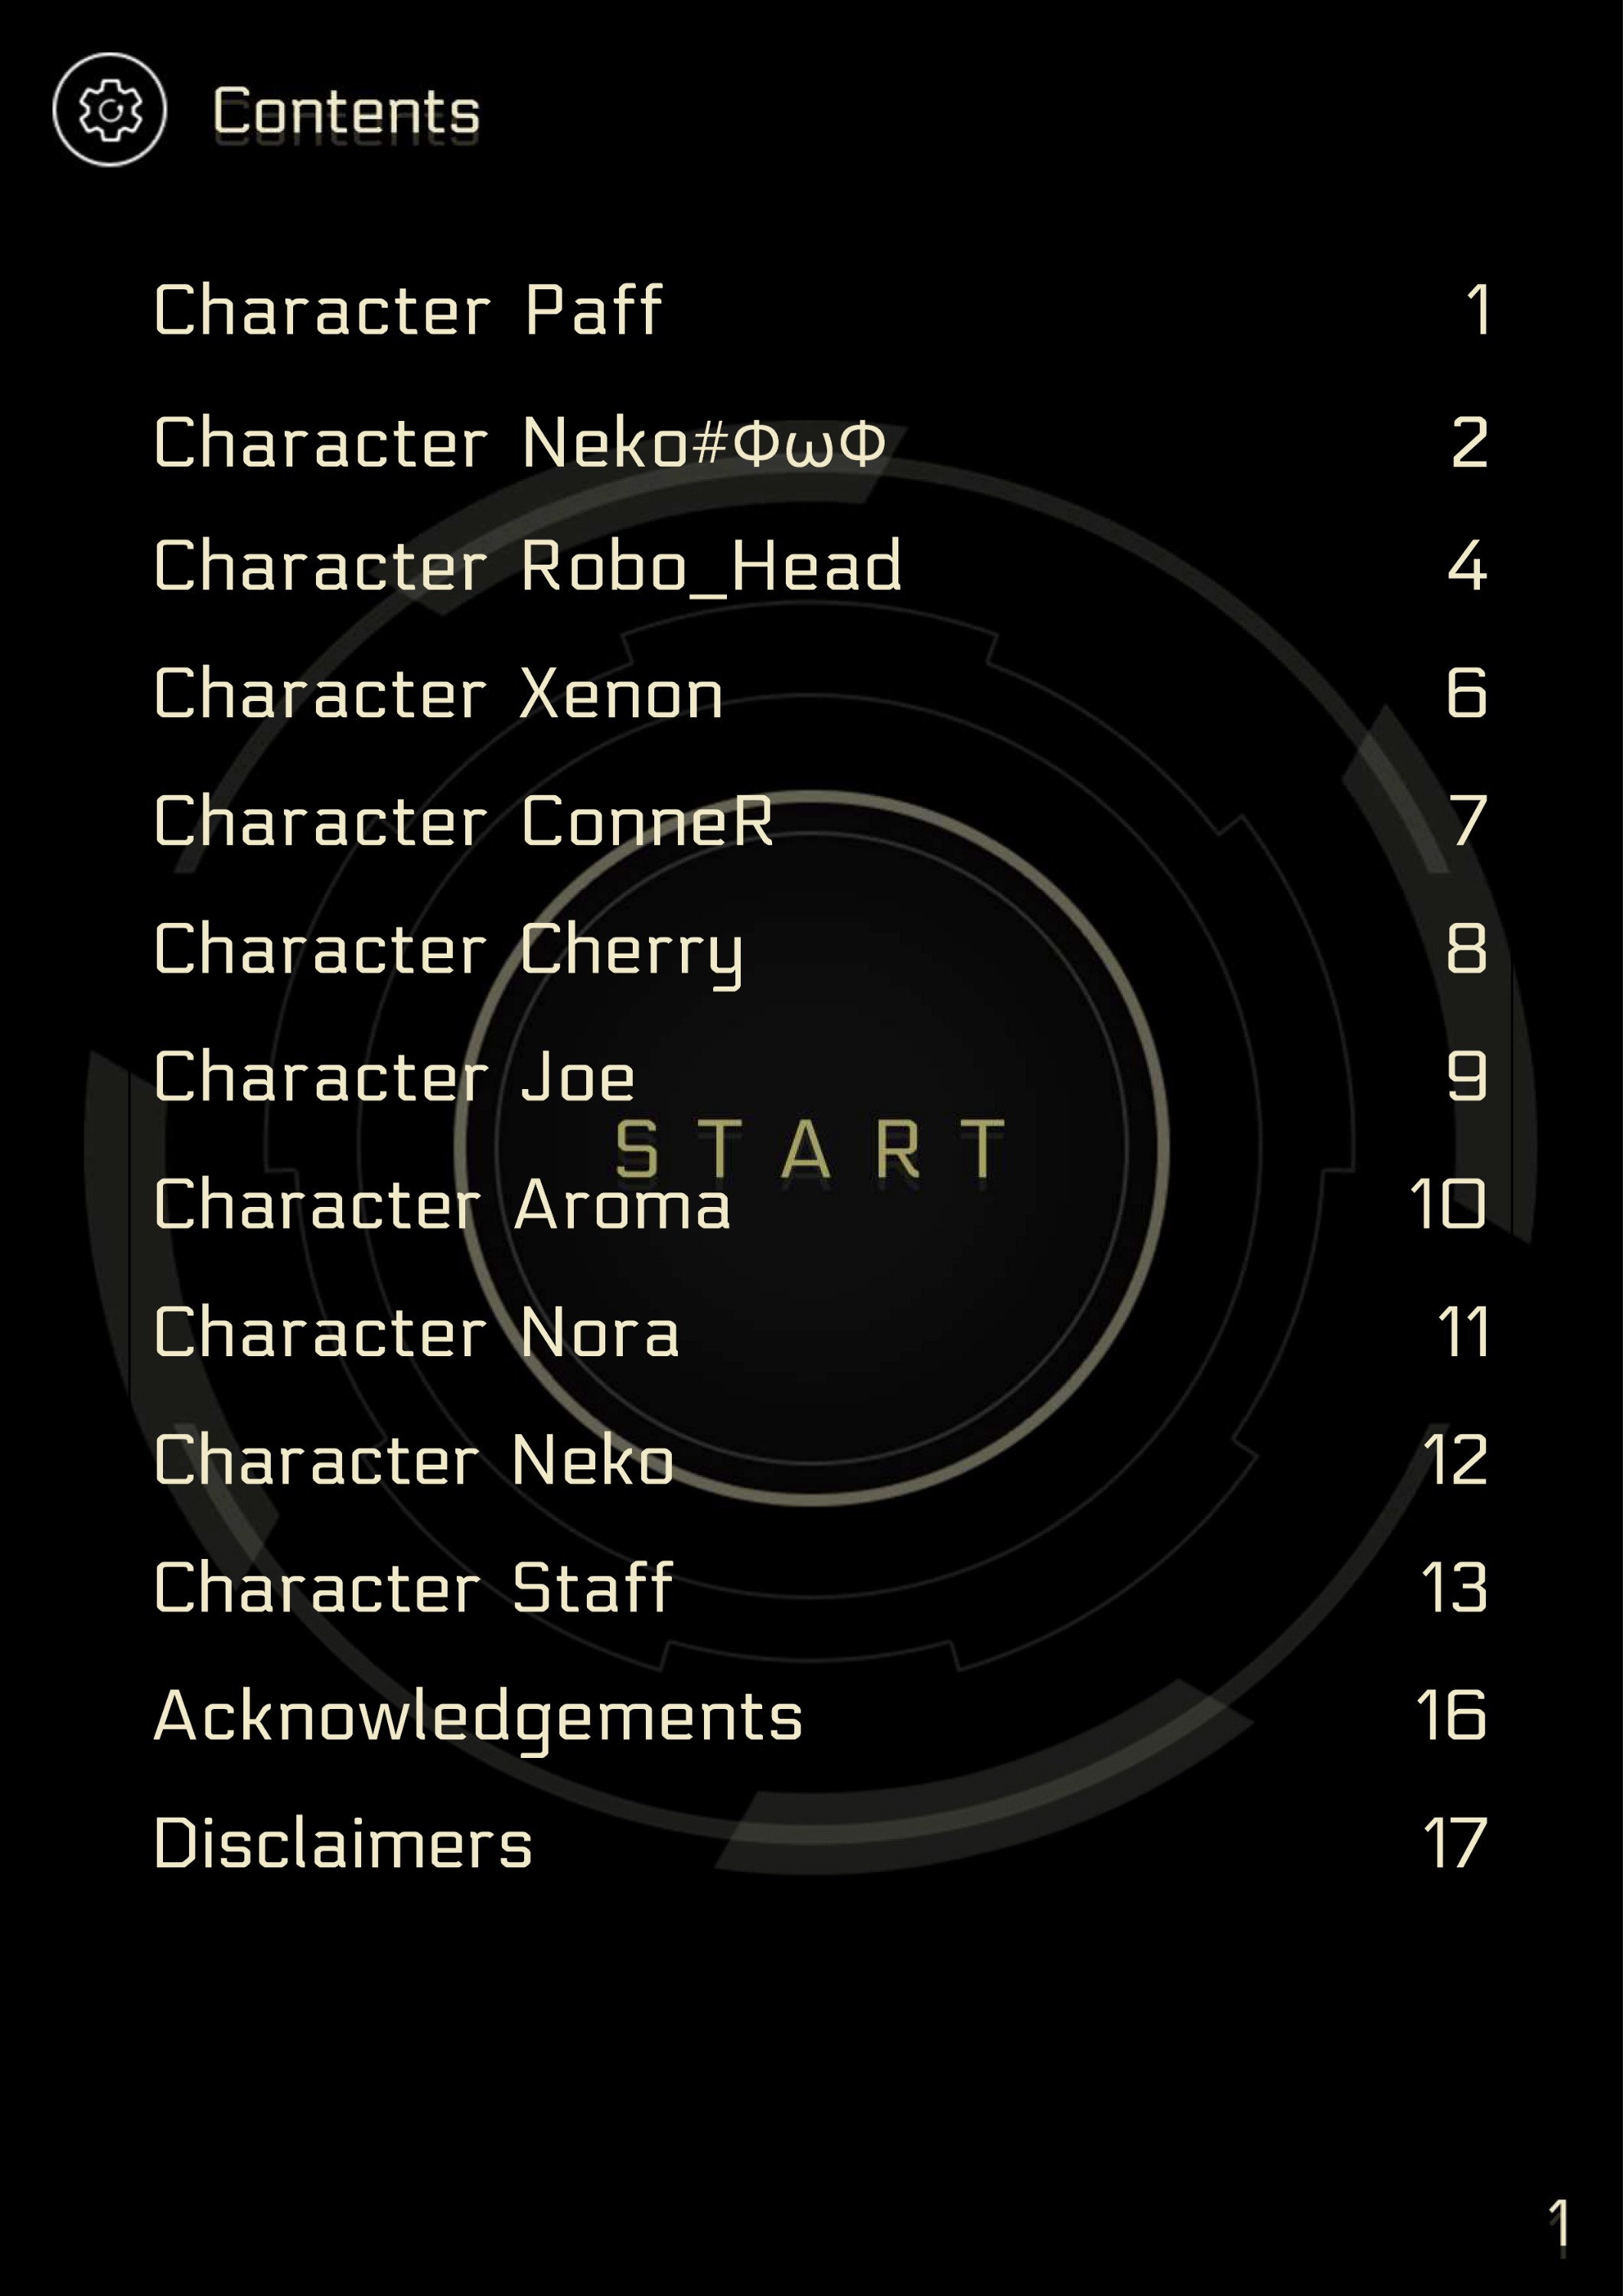 Contents
Character Paff 1
Character Neko#ΦωΦ 2
Character Robo_Head 4
Character Xenon 6
Character ConneR 7
Character Cherry 8
Character Joe 9
START
Character Aroma 10
Character Nora 11
Character Neko 12
Character Staff 13
Acknowledgements 16
Disclaimers 17
1